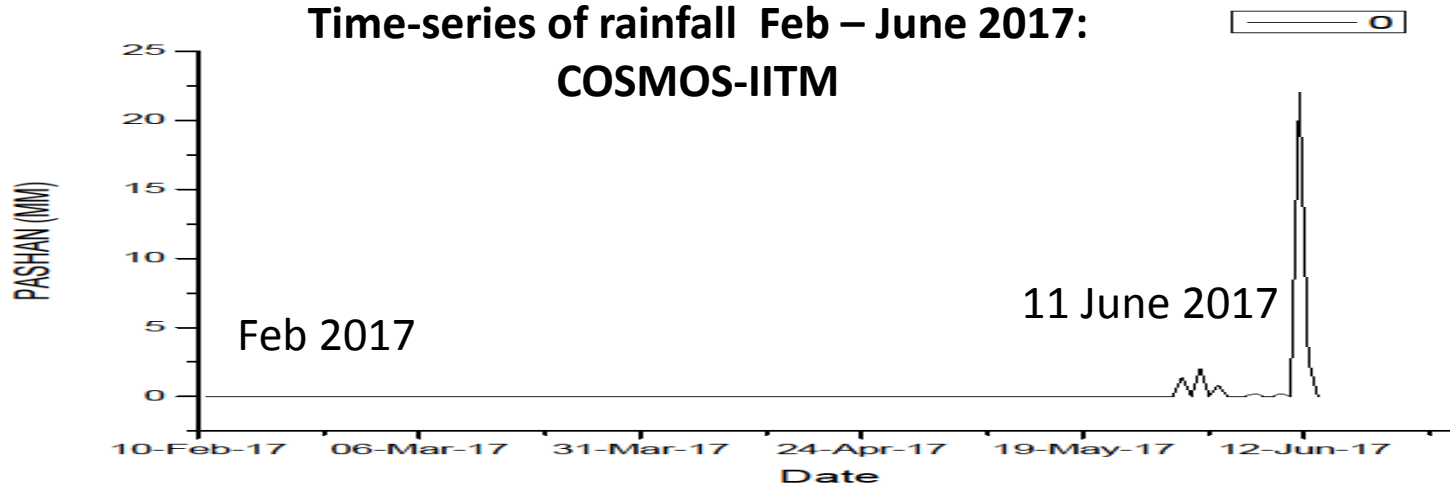 Time-series of rainfall Feb – June 2017:
COSMOS-IITM
O
25
20
15
10
5
0
PASHAN (MM)
Feb 2017
11 June 2017
10-Feb-17 06-Mar-17 31-Mar-17 24-Apr-17 19-May-17 12-Jun-17
Date